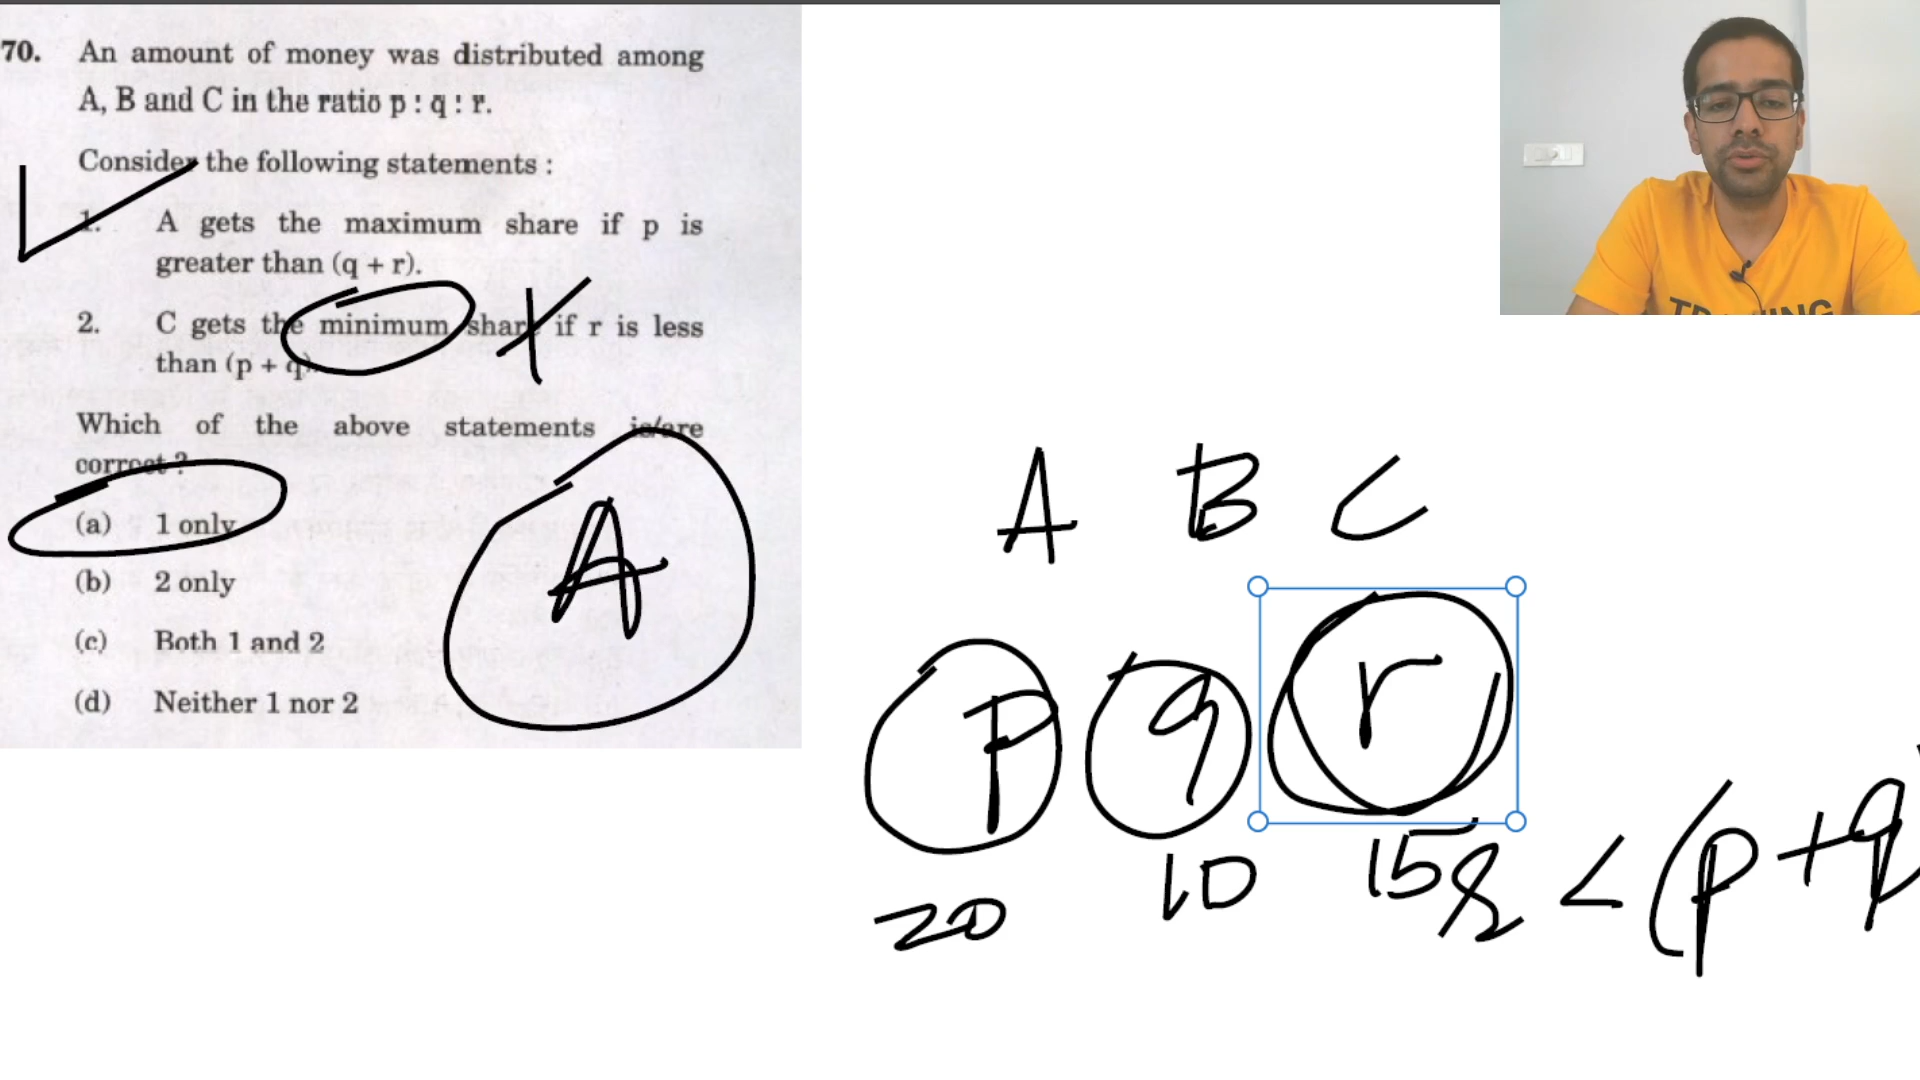 70. An amount of money was distributed among
A, B and C in the ratio p : q : r.
Consider the following statements :
1. A gets the maximum share if p is
greater than (q + r).
2. C gets the minimum share if r is less
than (p + q).
Which of the above statements is/are
correct ?
(a) 1 only
(b) 2 only
(c) Both 1 and 2
(d) Neither 1 nor 2
A
A B C
p q r
20 10 15
r < (p + q)